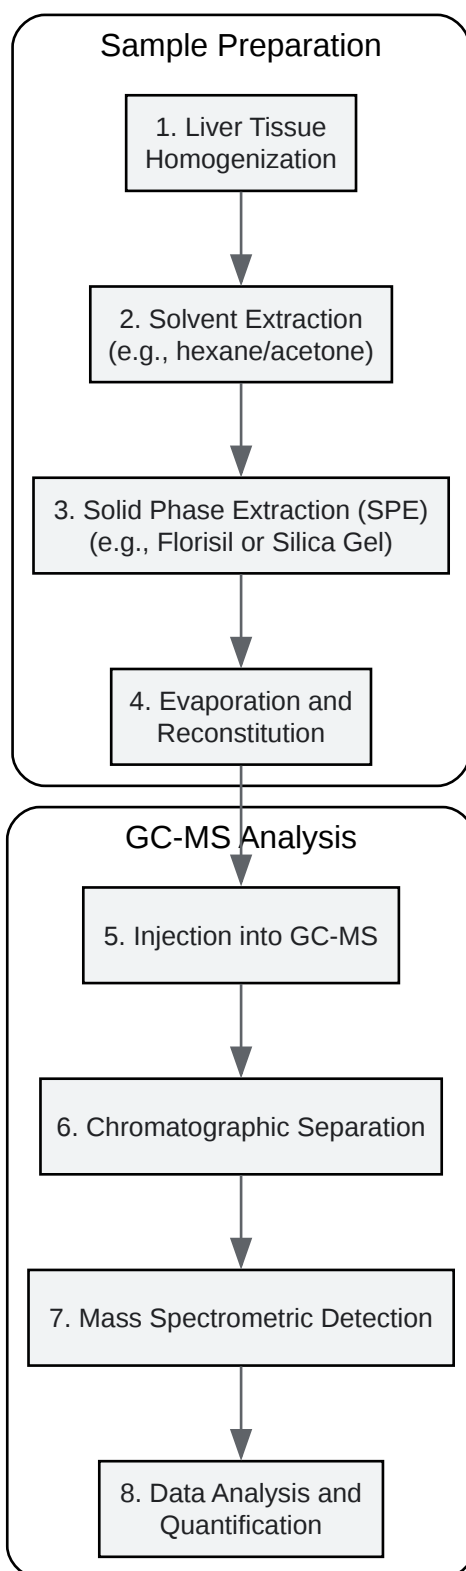 Sample Preparation
1. Liver Tissue
Homogenization
2. Solvent Extraction
(e.g., hexane/acetone)
3. Solid Phase Extraction (SPE)
(e.g., Florisil or Silica Gel)
4. Evaporation and
Reconstitution
GC-MS Analysis
5. Injection into GC-MS
6. Chromatographic Separation
7. Mass Spectrometric Detection
8. Data Analysis and
Quantification